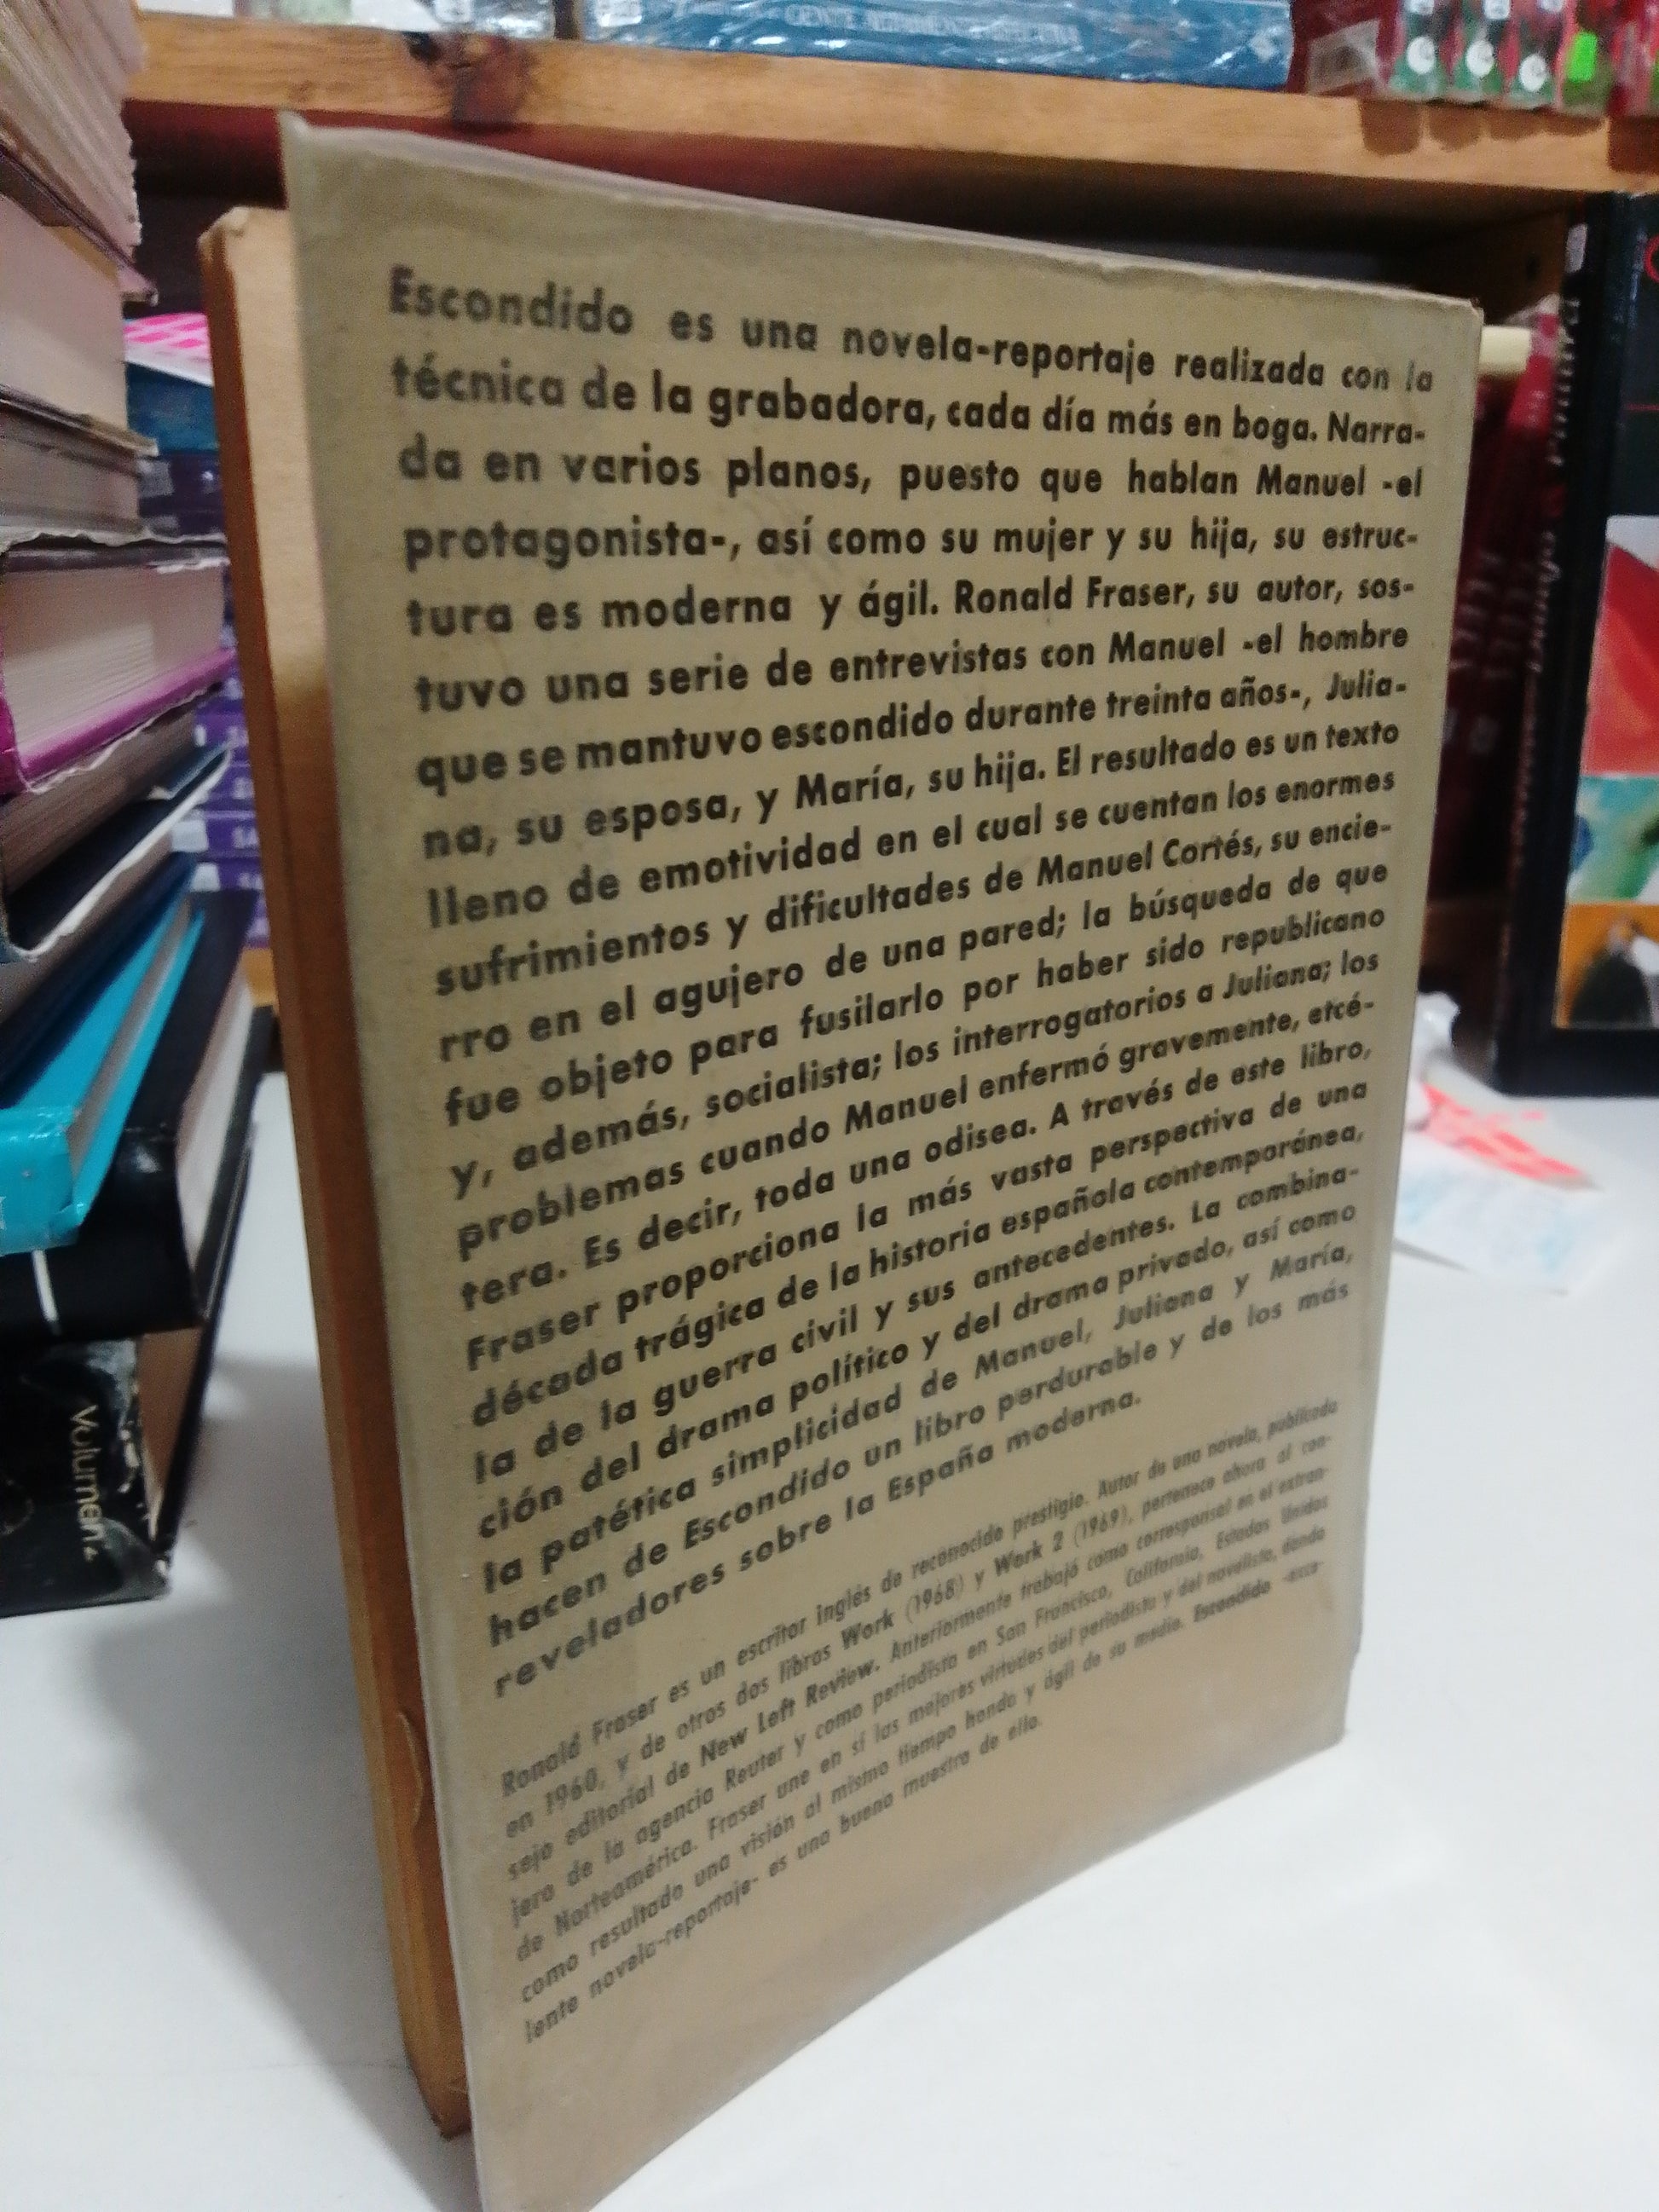 Escondido es una novela-reportaje realizada con la
técnica de la grabadora, cada día más en boga. Narra-
da en varios planos, puesto que hablan Manuel -el
protagonista-, así como su mujer y su hija, su estruc-
tura es moderna y ágil. Ronald Fraser, su autor, sos-
tuvo una serie de entrevistas con Manuel -el hombre
que se mantuvo escondido durante treinta años-, Julia-
na, su esposa, y María, su hija. El resultado es un texto
lleno de emotividad en el cual se cuentan los enormes
sufrimientos y dificultades de Manuel Cortés, su encie-
rro en el agujero de una pared; la búsqueda de que
fue objeto para fusilarlo por haber sido republicano
y, además, socialista; los interrogatorios a Juliana; los
problemas cuando Manuel enfermó gravemente, etcé-
tera. Es decir, toda una odisea. A través de este libro,
Fraser proporciona la más vasta perspectiva de una
década trágica de la historia española contemporánea,
la de la guerra civil y sus antecedentes. La combina-
ción del drama político y del drama privado, así como
la patética simplicidad de Manuel, Juliana y María,
hacen de Escondido un libro perdurable y de los más
reveladores sobre la España moderna.
Ronald Fraser es un escritor inglés de reconocido prestigio. Autor de una novela, publicada
en 1960, y de otros dos libros Work (1968) y Work 2 (1969), pertenece ahora al con-
sejo editorial de New Left Review. Anteriormente trabajó como corresponsal en el extran-
jero de la agencia Reuter y como periodista en San Francisco, California, Estados Unidos
de Norteamérica. Fraser une en sí las mejores virtudes del periodista y del novelista, dando
como resultado una visión al mismo tiempo honda y ágil de su medio. Escondido -exce-
lente novela-reportaje- es una buena muestra de ello.